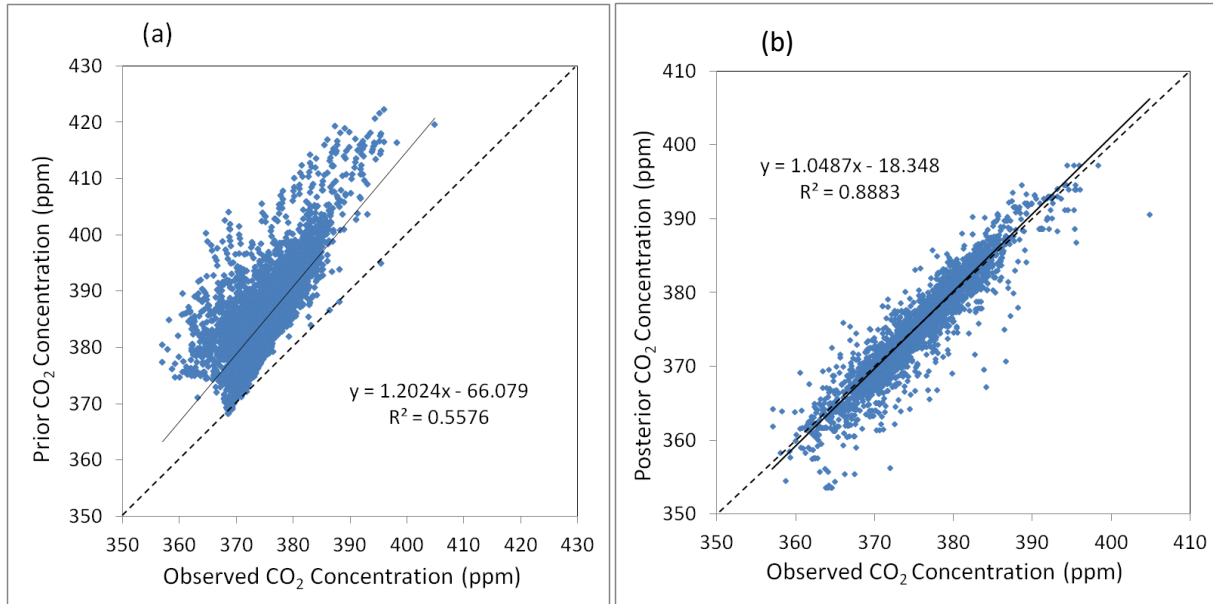 (a)
430
420
410
400
390
380
370
360
350
Prior CO₂ Concentration (ppm)
y = 1.2024x - 66.079
R² = 0.5576
350 360 370 380 390 400 410 420 430
Observed CO₂ Concentration (ppm)
(b)
410
400
390
380
370
360
350
Posterior CO₂ Concentration (ppm)
y = 1.0487x - 18.348
R² = 0.8883
350 360 370 380 390 400 410
Observed CO₂ Concentration (ppm)